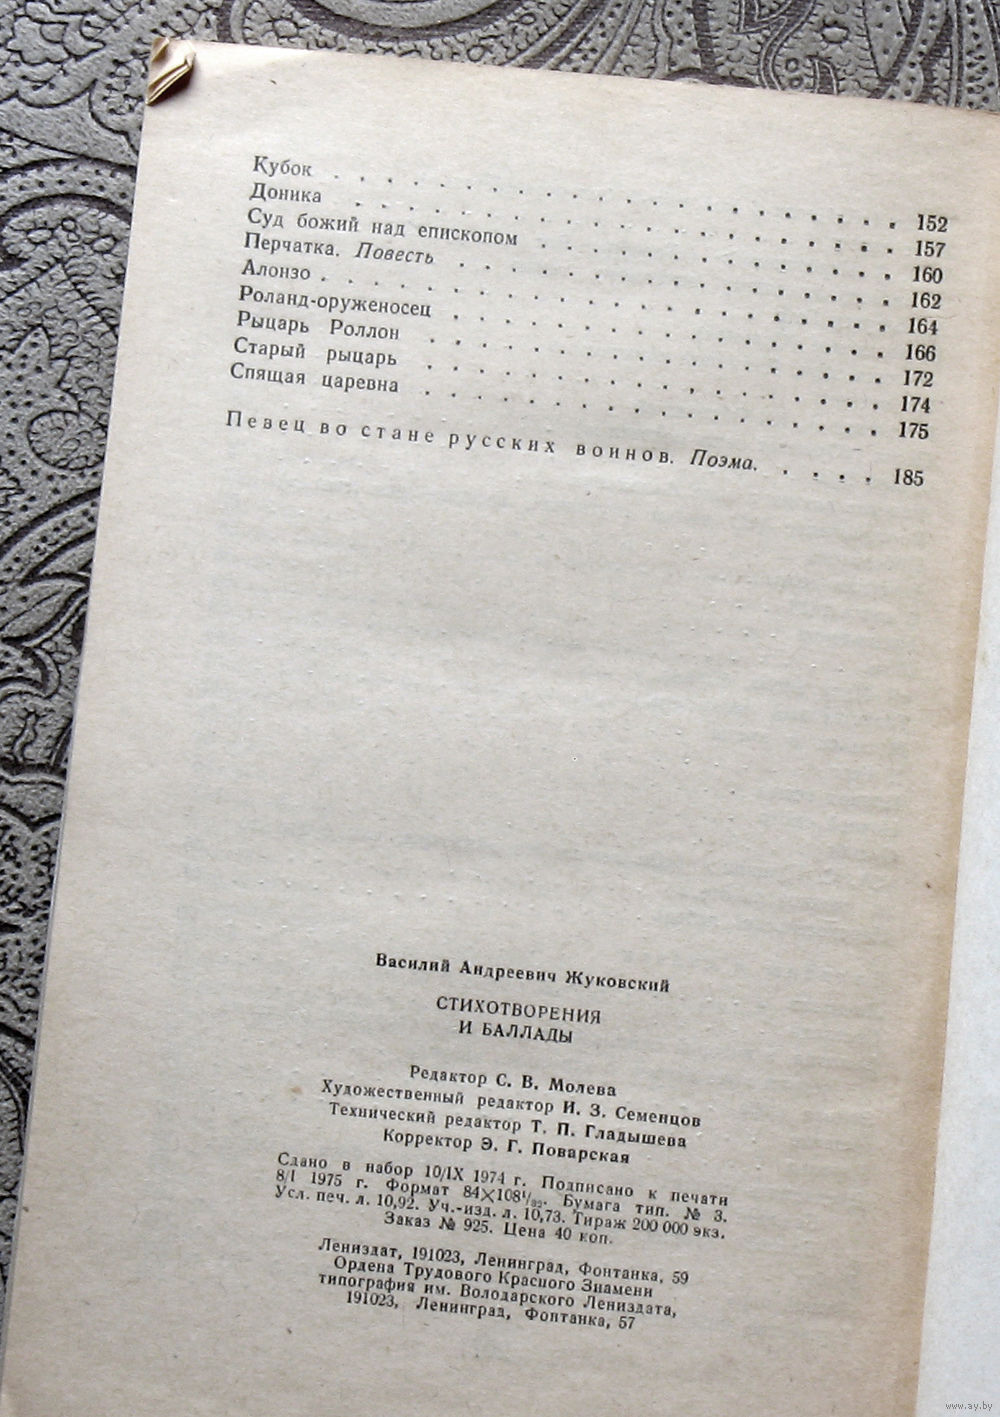 Кубок . . . . . . . . . . . . . . . . . . . . . . 152
Доника . . . . . . . . . . . . . . . . . . . . . 157
Суд божий над епископом . . . . . . . . . . . . . . 160
Перчатка. Повесть . . . . . . . . . . . . . . . . . 162
Алонзо . . . . . . . . . . . . . . . . . . . . . . 164
Роланд-оруженосец . . . . . . . . . . . . . . . . . 166
Рыцарь Роллон . . . . . . . . . . . . . . . . . . 172
Старый рыцарь . . . . . . . . . . . . . . . . . . 174
Спящая царевна . . . . . . . . . . . . . . . . . . 175
Певец во стане русских воинов. Поэма. . . . . 185
Василий Андреевич Жуковский
СТИХОТВОРЕНИЯ
И БАЛЛАДЫ
Редактор С. В. Молева
Художественный редактор И. З. Семенцов
Технический редактор Т. П. Гладышева
Корректор Э. Г. Поварская
Сдано в набор 10/IX 1974 г. Подписано к печати
8/I 1975 г. Формат 84×108¹/₃₂. Бумага тип. № 3.
Усл. печ. л. 10,92. Уч.-изд. л. 10,73. Тираж 200 000 экз.
Заказ № 925. Цена 40 коп.
Лениздат, 191023, Ленинград, Фонтанка, 59
Ордена Трудового Красного Знамени
типография им. Володарского Лениздата,
191023, Ленинград, Фонтанка, 57
www.ay.by